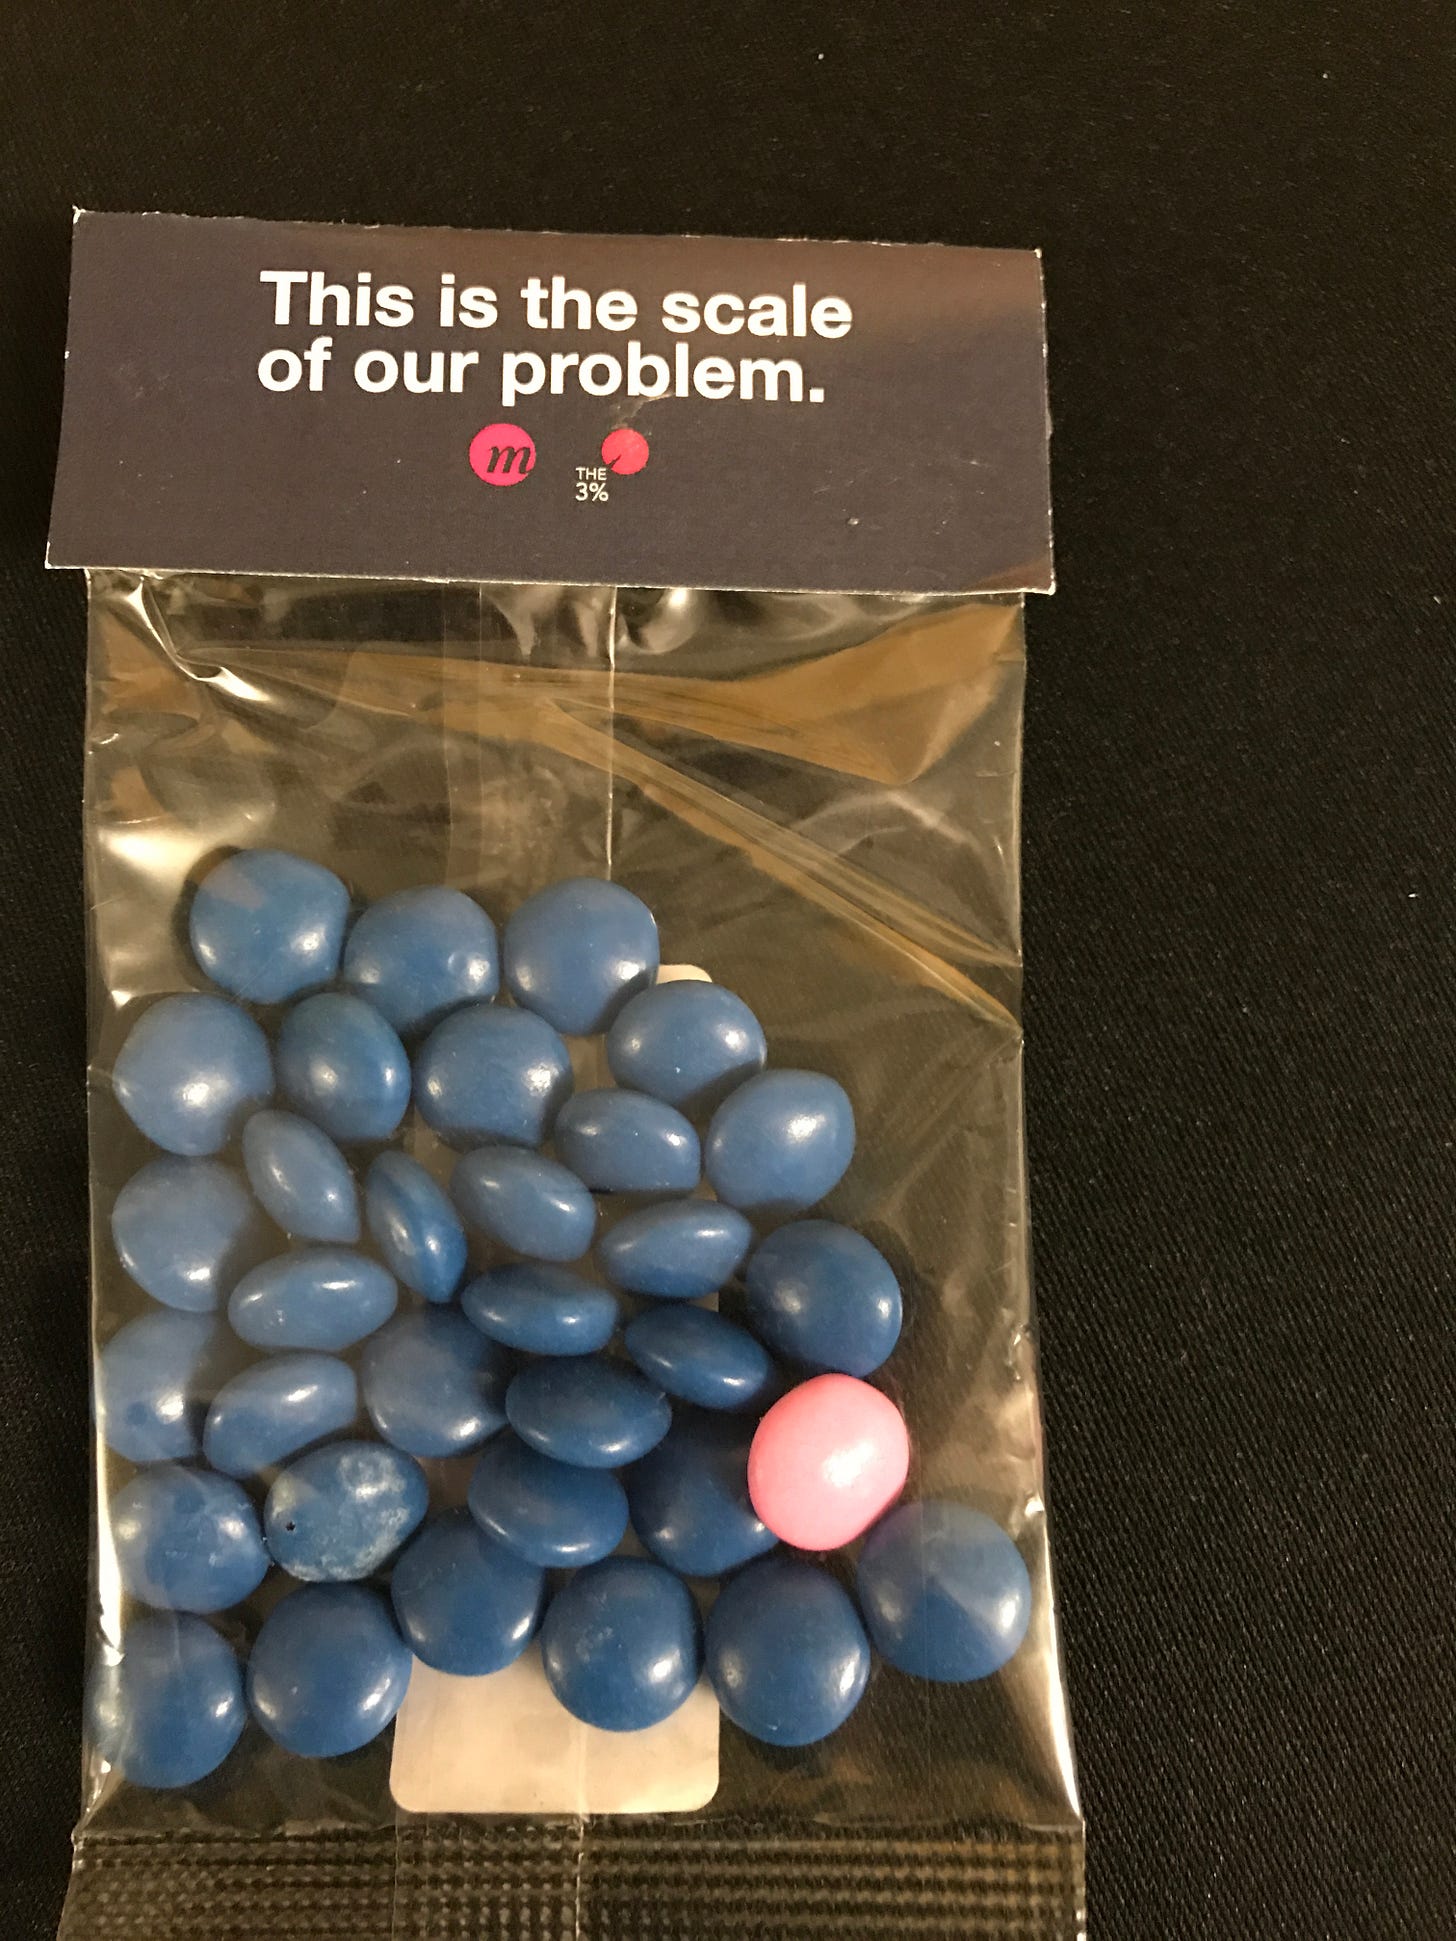 This is the scale
of our problem.
m
THE
3%